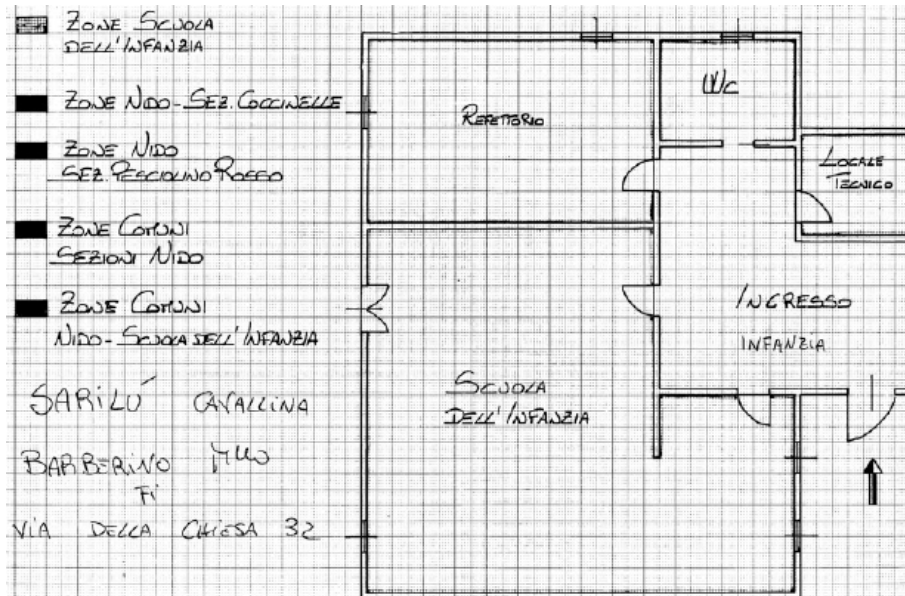 ZONE SCUOLA
DELL'INFANZIA
ZONE NIDO - SEZ. COCCINELLE
ZONE NIDO
SEZ. PESCIOLINO ROSSO
ZONE COMUNI
SEZIONI NIDO
ZONE COMUNI
NIDO - SCUOLA DELL'INFANZIA
SARILÚ CAVALLINA
BARBERINO
FI
VIA DELLA CHIESA 32
REFETTORIO
WC
LOCALE
TECNICO
INGRESSO
INFANZIA
SCUOLA
DELL'INFANZIA